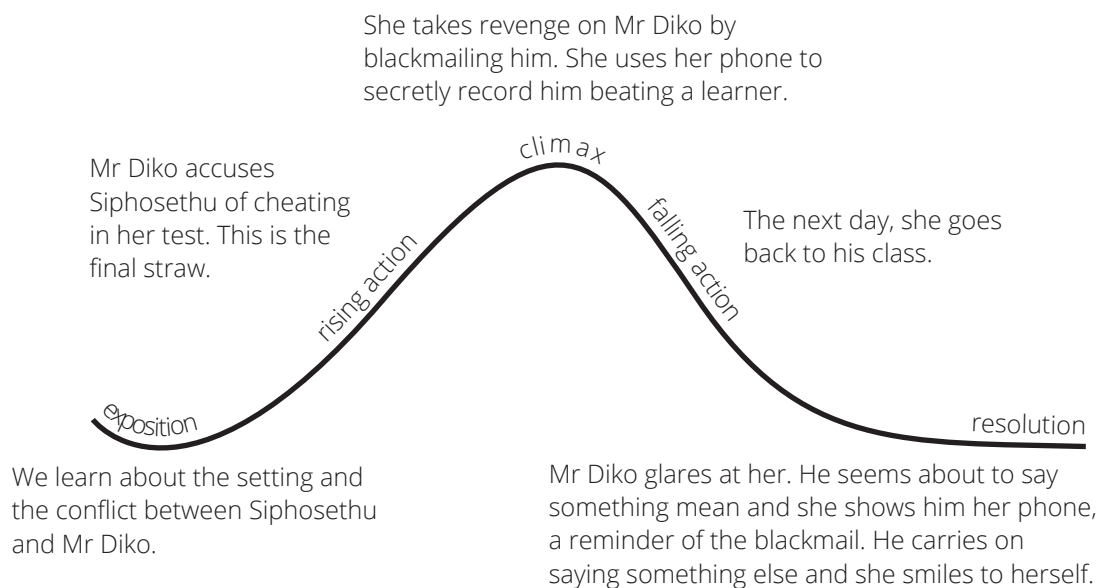 She takes revenge on Mr Diko by
blackmailing him. She uses her phone to
secretly record him beating a learner.
climax
Mr Diko accuses
Siphosethu of cheating
in her test. This is the
final straw.
rising action
falling action
The next day, she goes
back to his class.
exposition
resolution
We learn about the setting and
the conflict between Siphosethu
and Mr Diko.
Mr Diko glares at her. He seems about to say
something mean and she shows him her phone,
a reminder of the blackmail. He carries on
saying something else and she smiles to herself.